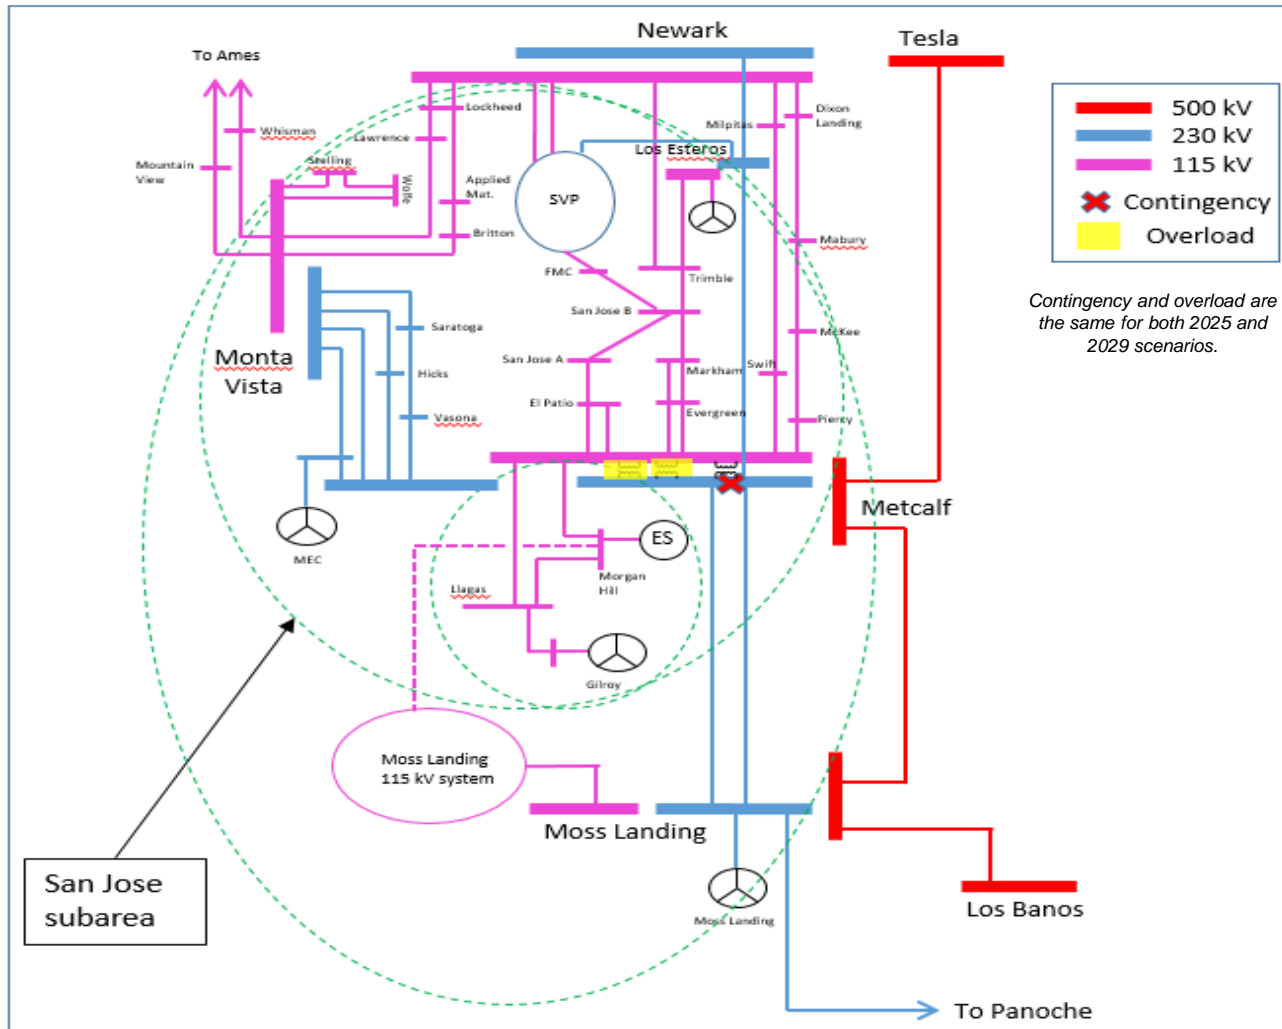 Newark
Tesla
To Ames
500 kV
230 kV
115 kV
Contingency
Overload
Contingency and overload are
the same for both 2025 and
2029 scenarios.
Lockheed
Dixon
Landing
Whisman
Lawrence
Milpitas
Los Esteros
Mountain
View
Stelling
Wolfe
Applied
Mat.
SVP
Britton
Mabury
FMC
Trimble
San Jose B
Saratoga
McKee
Monta
Vista
San Jose A
Markham
Swift
Hicks
El Patio
Evergreen
Vasona
Piercy
Metcalf
MEC
ES
Morgan
Hill
Llagas
Gilroy
Moss Landing
115 kV system
Moss Landing
San Jose
subarea
Moss Landing
Los Banos
To Panoche